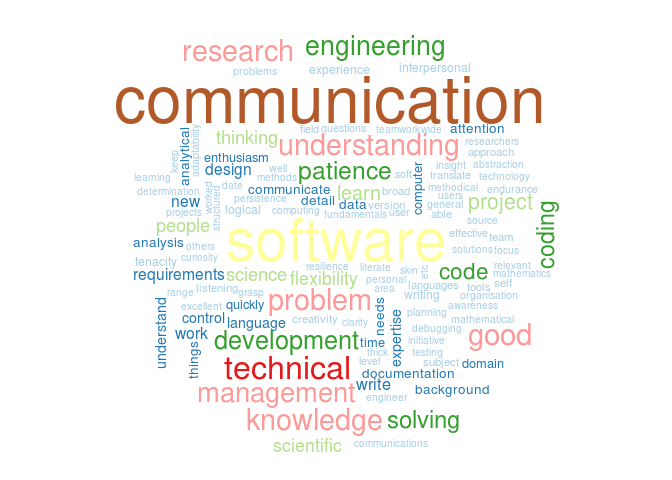 research
engineering
problems
experience
interpersonal
communication
analytical
keep
adaptability
thinking
field
questions
teamwork
wide
attention
understanding
researchers
approach
enthusiasm
design
well
methods
patience
soft
computer
insight
abstraction
translate
technology
learning
determination
worked
structured
date
communicate
learn
broad
methodical
endurance
users
new
persistence
detail
data
version
general
project
coding
projects
logical
computing
fundamentals
user
able
source
people
software
effective
team
analysis
others
curiosity
solutions
focus
tenacity
resilience
literate
skin
etc
code
relevant
mathematics
requirements
science
flexibility
personal
area
languages
tools
self
range
listening
grasp
problem
writing
organisation
excellent
quickly
needs
awareness
understand
control
language
creativity
clarity
expertise
planning
mathematical
work
debugging
good
things
development
time
initiative
thick
testing
technical
level
subject
domain
documentation
management
write
background
engineer
knowledge
solving
scientific
communications